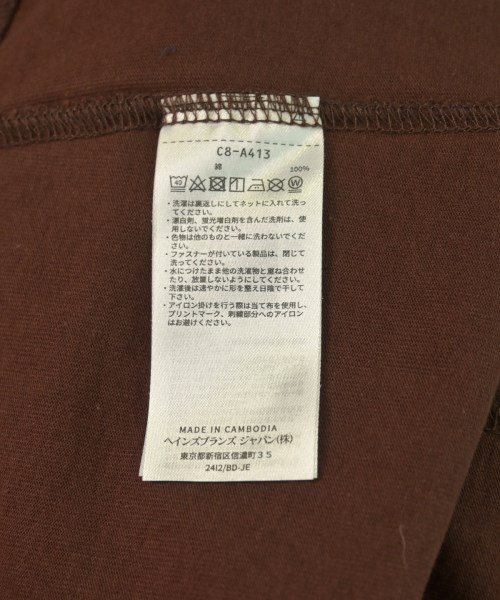 C8-A413
綿 100%
40
W
・洗濯は裏返しにしてネットに入れて洗っ
てください。
・漂白剤、蛍光増白剤を含んだ洗剤は、使
用しないでください。
・色物は他のものと一緒に洗わないでくだ
さい。
・ファスナーが付いている製品は、閉じて
洗ってください。
・水につけたまま他の洗濯物と重ね合わせ
たり、放置しないようにしてください。
・洗濯後は速やかに形を整え日陰で干して
下さい。
・アイロン掛けを行う際は当て布を使用し、
プリントマーク、刺繍部分へのアイロン
はお避けください。
MADE IN CAMBODIA
ヘインズブランズ ジャパン(株)
東京都新宿区信濃町35
2412/BD-JE